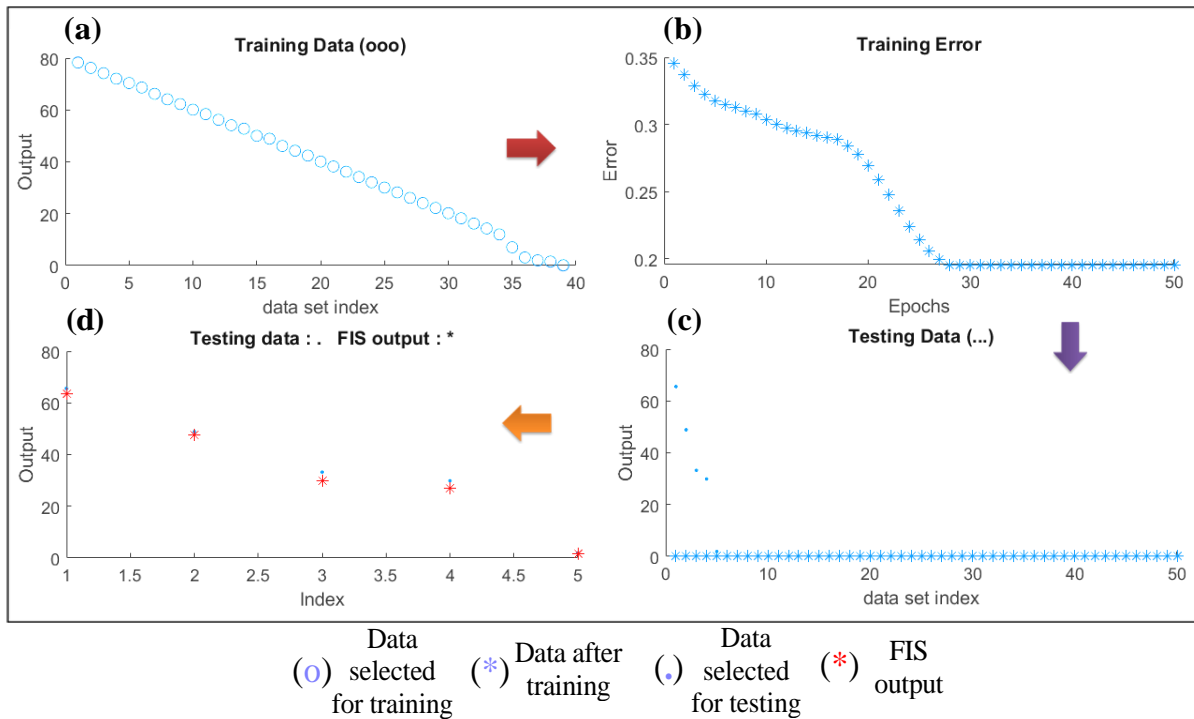 (a)
Training Data (ooo)
80
60
40
20
0
Output
0 5 10 15 20 25 30 35 40
data set index
(b)
Training Error
0.35
0.3
0.25
0.2
Error
0 10 20 30 40 50
Epochs
(d)
Testing data : . FIS output : *
80
60
40
20
0
Output
1 1.5 2 2.5 3 3.5 4 4.5 5
Index
(c)
Testing Data (...)
80
60
40
20
0
Output
0 10 20 30 40 50
data set index
(o) Data
selected
for training
(*) Data after
training
(.) Data
selected
for testing
(*) FIS
output